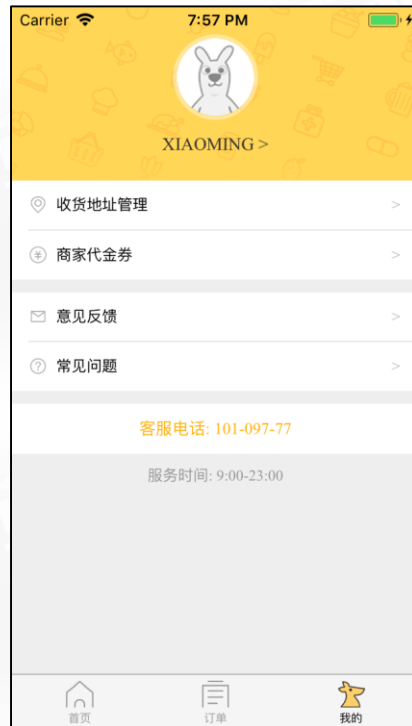 Carrier 7:57 PM
XIAOMING >
收货地址管理 >
商家代金券 >
意见反馈 >
常见问题 >
客服电话: 101-097-77
服务时间: 9:00-23:00
首页 订单 我的